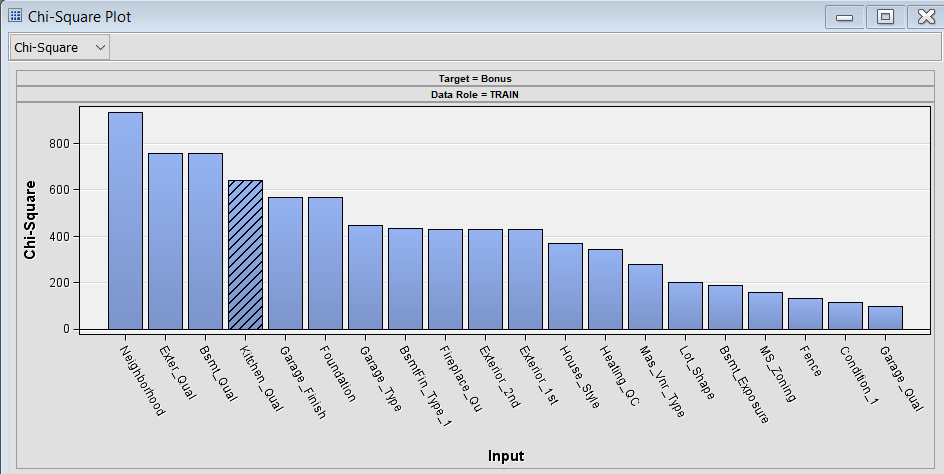 Chi-Square Plot
Chi-Square
Target = Bonus
Data Role = TRAIN
Chi-Square
800
600
400
200
0
Neighborhood
Exter_Qual
Bsmt_Qual
Kitchen_Qual
Garage_Finish
Foundation
Garage_Type
BsmtFin_Type_1
Fireplace_Qu
Exterior_2nd
Exterior_1st
House_Style
Heating_QC
Mas_Vnr_Type
Lot_Shape
Bsmt_Exposure
MS_Zoning
Fence
Condition_1
Garage_Qual
Input